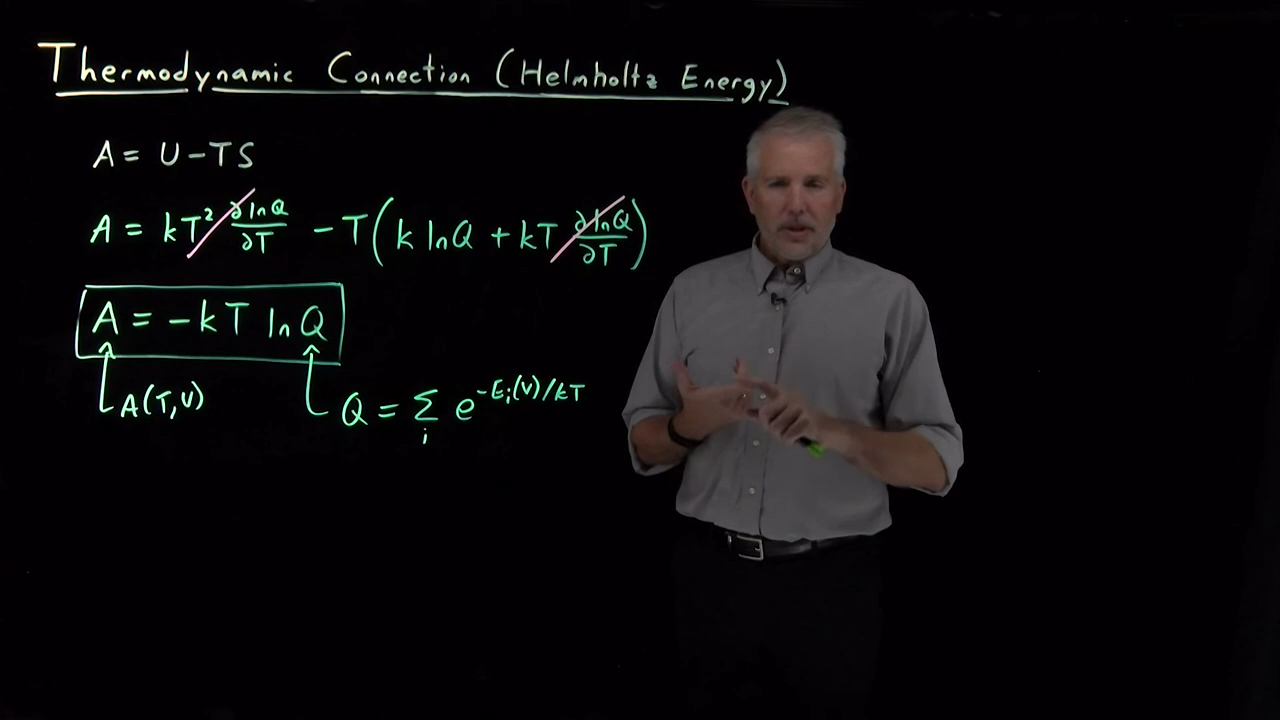 Thermodynamic Connection (Helmholtz Energy)
A = U - TS
A = kT² ∂lnQ/∂T - T(k lnQ + kT ∂lnQ/∂T)
A = -kT lnQ
A(T,V)
Q = Σᵢ e^(-Eᵢ(V)/kT)